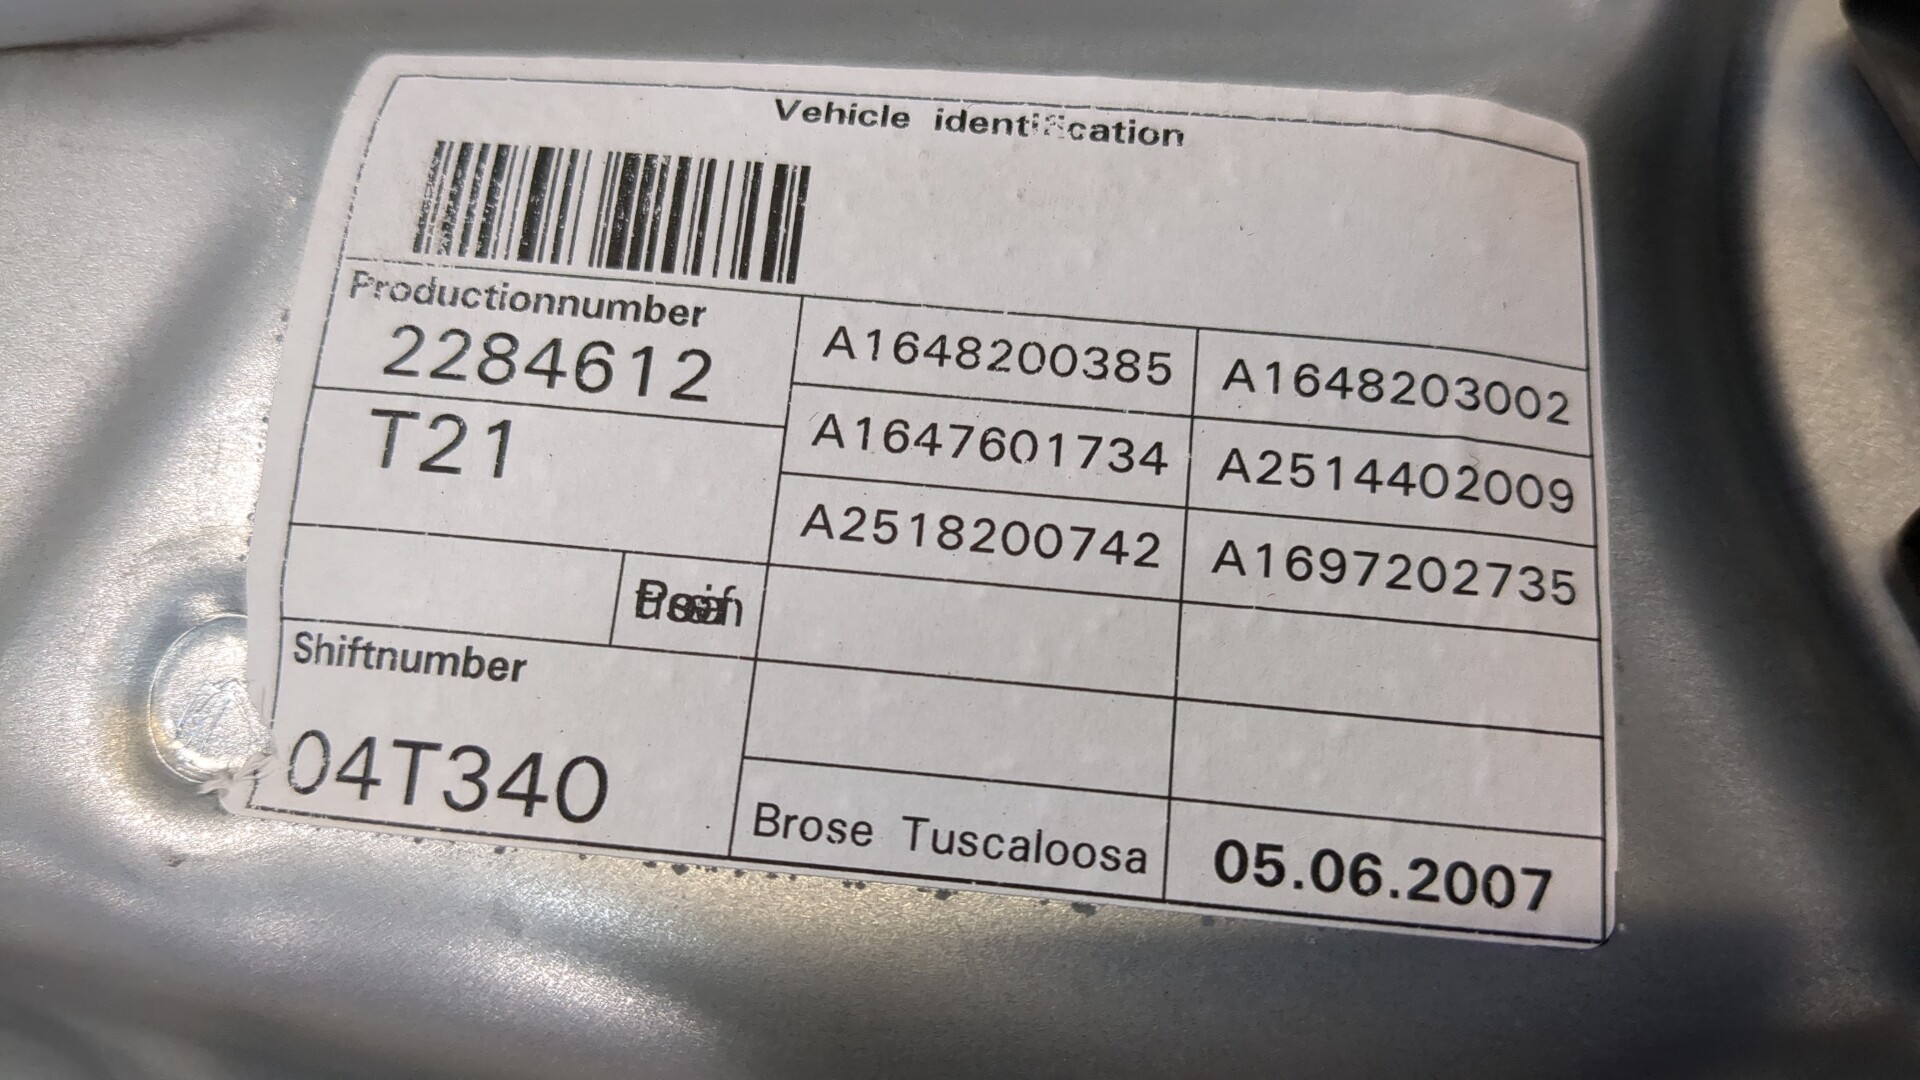 Vehicle identification
Productionnumber
2284612
T21
A1648200385 A1648203002
A1647601734 A2514402009
A2518200742 A1697202735
Shiftnumber
04T340
Brose Tuscaloosa 05.06.2007